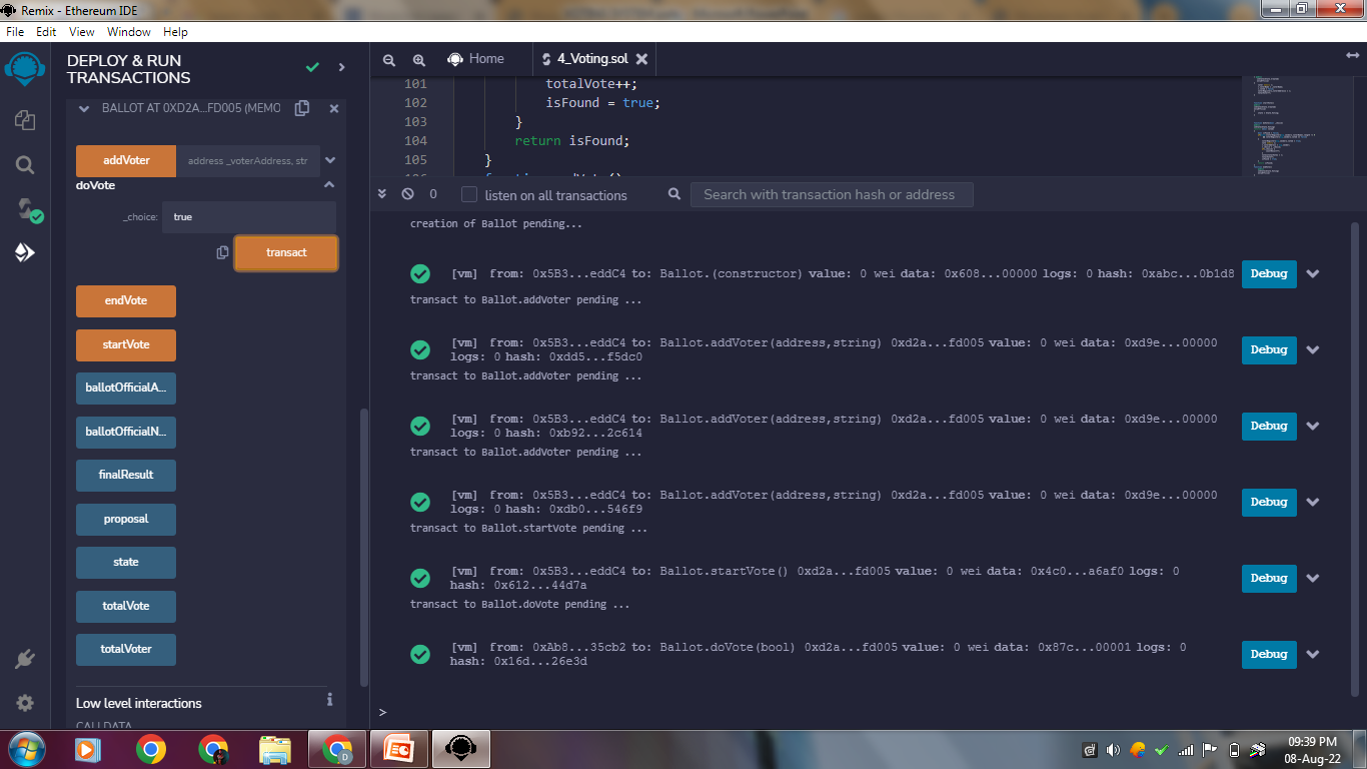 Remix - Ethereum IDE
File Edit View Window Help
DEPLOY & RUN
TRANSACTIONS
BALLOT AT 0XD2A...FD005 (MEMO
addVoter address _voterAddress, str
doVote
_choice: true
transact
endVote
startVote
ballotOfficialA...
ballotOfficialN...
finalResult
proposal
state
totalVote
totalVoter
Low level interactions
i
CALLDATA
Home 4_Voting.sol
101 totalVote++;
102 isFound = true;
103 }
104 return isFound;
105 }
0 listen on all transactions Search with transaction hash or address
creation of Ballot pending...
[vm] from: 0x5B3...eddC4 to: Ballot.(constructor) value: 0 wei data: 0x608...00000 logs: 0 hash: 0xabc...0b1d8 Debug
transact to Ballot.addVoter pending ...
[vm] from: 0x5B3...eddC4 to: Ballot.addVoter(address,string) 0xd2a...fd005 value: 0 wei data: 0xd9e...00000 Debug
logs: 0 hash: 0xdd5...f5dc0
transact to Ballot.addVoter pending ...
[vm] from: 0x5B3...eddC4 to: Ballot.addVoter(address,string) 0xd2a...fd005 value: 0 wei data: 0xd9e...00000 Debug
logs: 0 hash: 0xb92...2c614
transact to Ballot.addVoter pending ...
[vm] from: 0x5B3...eddC4 to: Ballot.addVoter(address,string) 0xd2a...fd005 value: 0 wei data: 0xd9e...00000 Debug
logs: 0 hash: 0xdb0...546f9
transact to Ballot.startVote pending ...
[vm] from: 0x5B3...eddC4 to: Ballot.startVote() 0xd2a...fd005 value: 0 wei data: 0x4c0...a6af0 logs: 0 Debug
hash: 0x612...44d7a
transact to Ballot.doVote pending ...
[vm] from: 0xAb8...35cb2 to: Ballot.doVote(bool) 0xd2a...fd005 value: 0 wei data: 0x87c...00001 logs: 0 Debug
hash: 0x16d...26e3d
>
09:39 PM
08-Aug-22